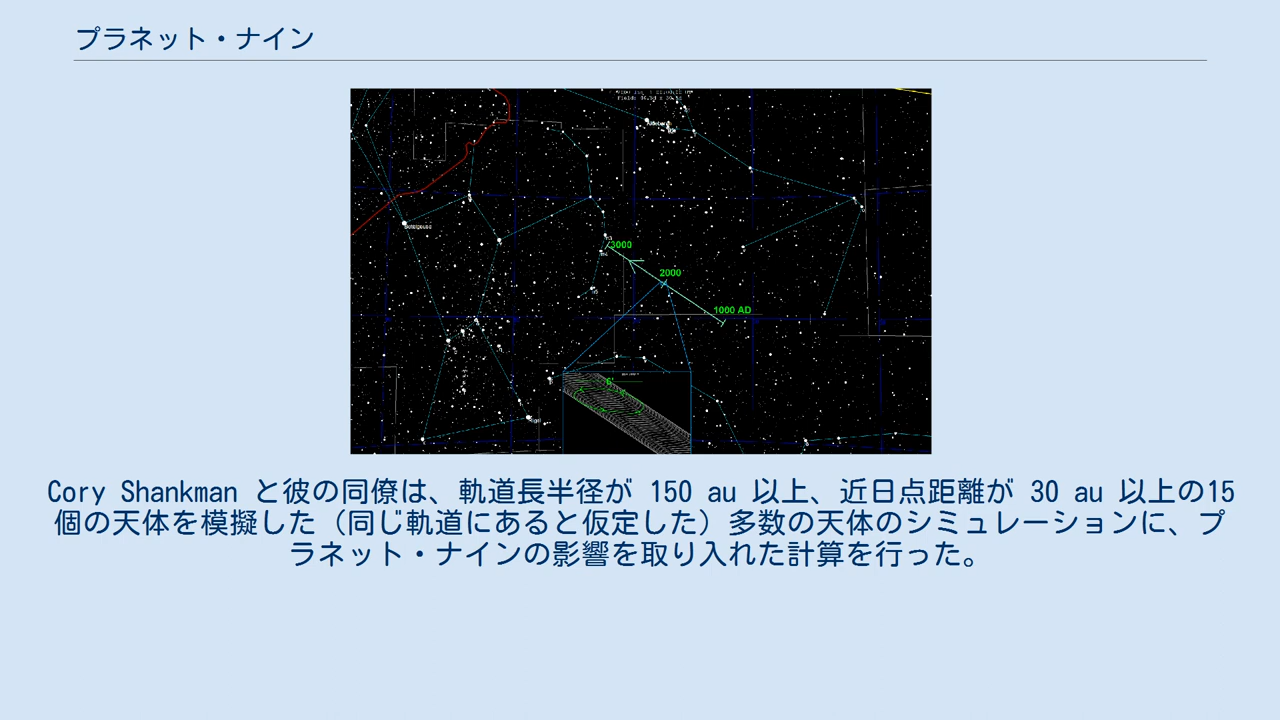 プラネット・ナイン
3000
2000
1000 AD
6°
Cory Shankman と彼の同僚は、軌道長半径が 150 au 以上、近日点距離が 30 au 以上の15
個の天体を模擬した（同じ軌道にあると仮定した）多数の天体のシミュレーションに、プ
ラネット・ナインの影響を取り入れた計算を行った。